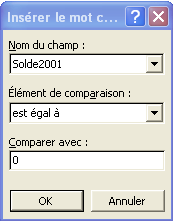 Insérer le mot c...
Nom du champ :
Solde2001
Élément de comparaison :
est égal à
Comparer avec :
0
OK Annuler